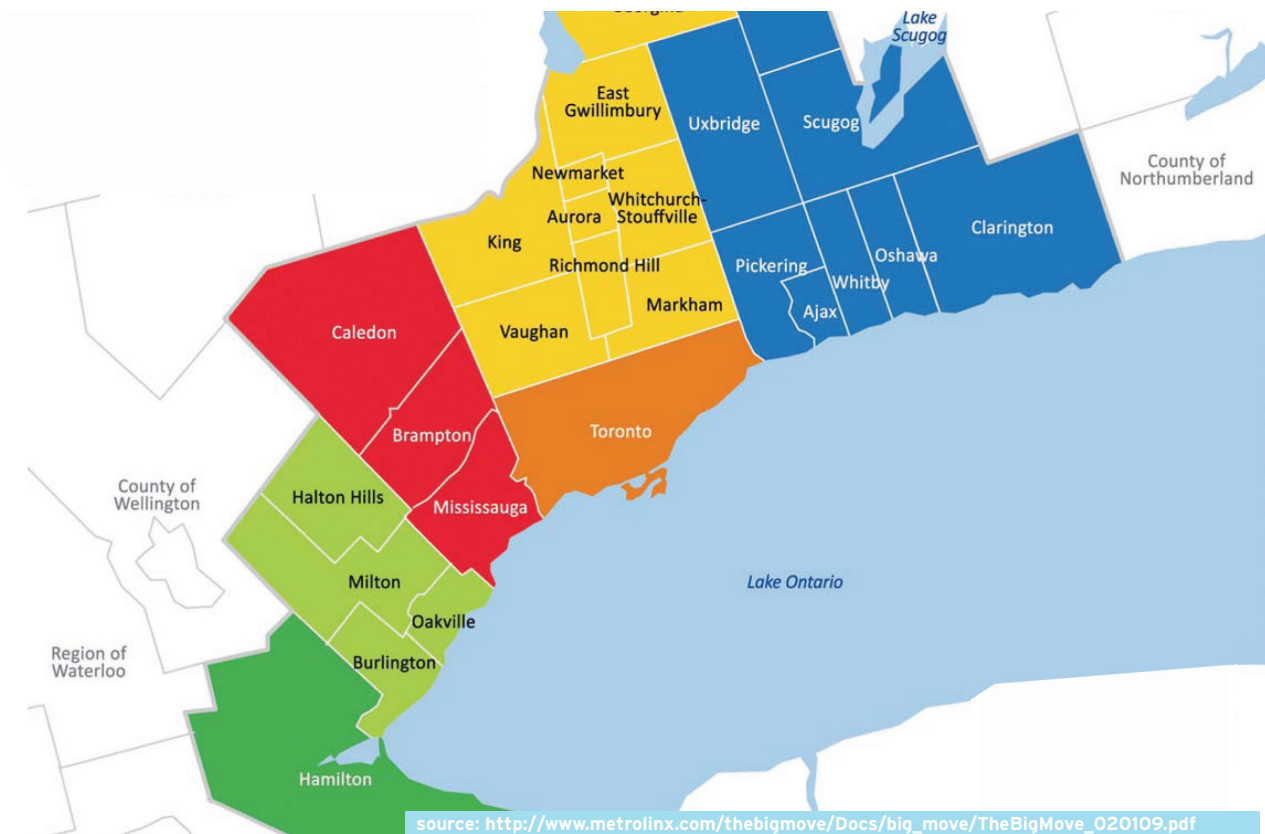 Georgina
Lake
Scugog
East
Gwillimbury
Uxbridge
Scugog
County of
Northumberland
Newmarket
Whitchurch-
Stouffville
Aurora
King
Clarington
Richmond Hill
Pickering
Oshawa
Whitby
Markham
Ajax
Vaughan
Caledon
Toronto
Brampton
County of
Wellington
Halton Hills
Mississauga
Milton
Lake Ontario
Oakville
Region of
Waterloo
Burlington
Hamilton
source: http://www.metrolinx.com/thebigmove/Docs/big_move/TheBigMove_020109.pdf